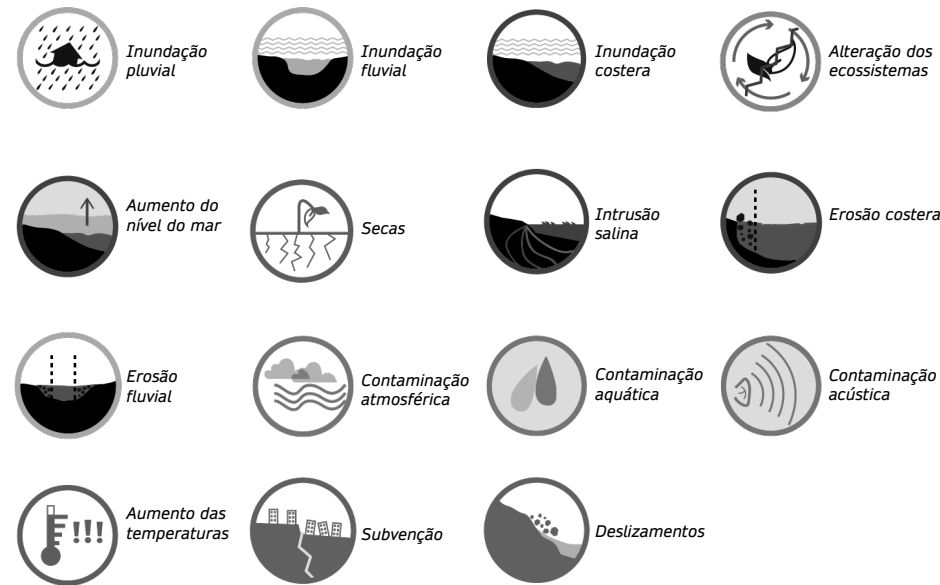 Inundação
pluvial
Inundação
fluvial
Inundação
costera
Alteração dos
ecossistemas
Aumento do
nível do mar
Secas
Intrusão
salina
Erosão costera
Erosão
fluvial
Contaminação
atmosférica
Contaminação
aquática
Contaminação
acústica
Aumento das
temperaturas
!!!
Subvenção
Deslizamentos